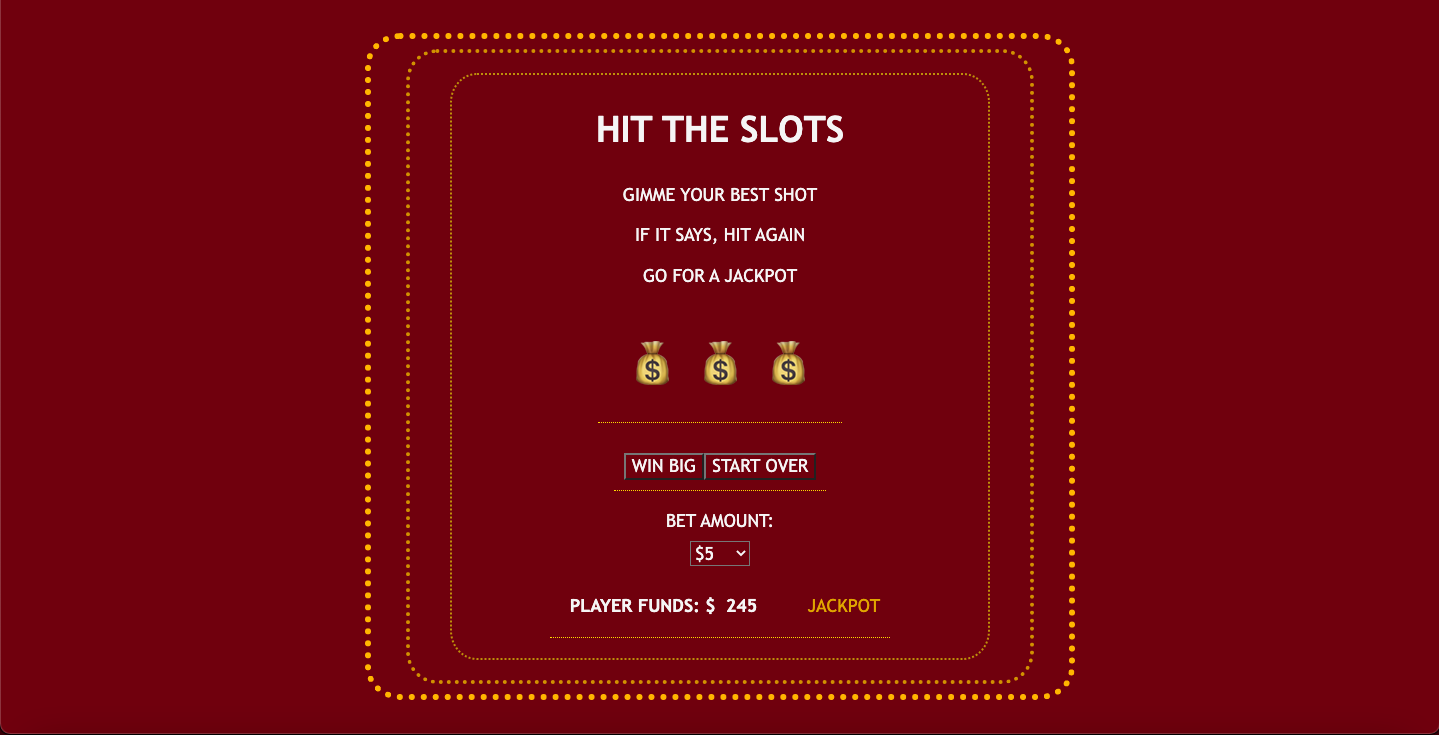 HIT THE SLOTS
GIMME YOUR BEST SHOT
IF IT SAYS, HIT AGAIN
GO FOR A JACKPOT
$ $ $
WIN BIG START OVER
BET AMOUNT:
$5
PLAYER FUNDS: $ 245 JACKPOT